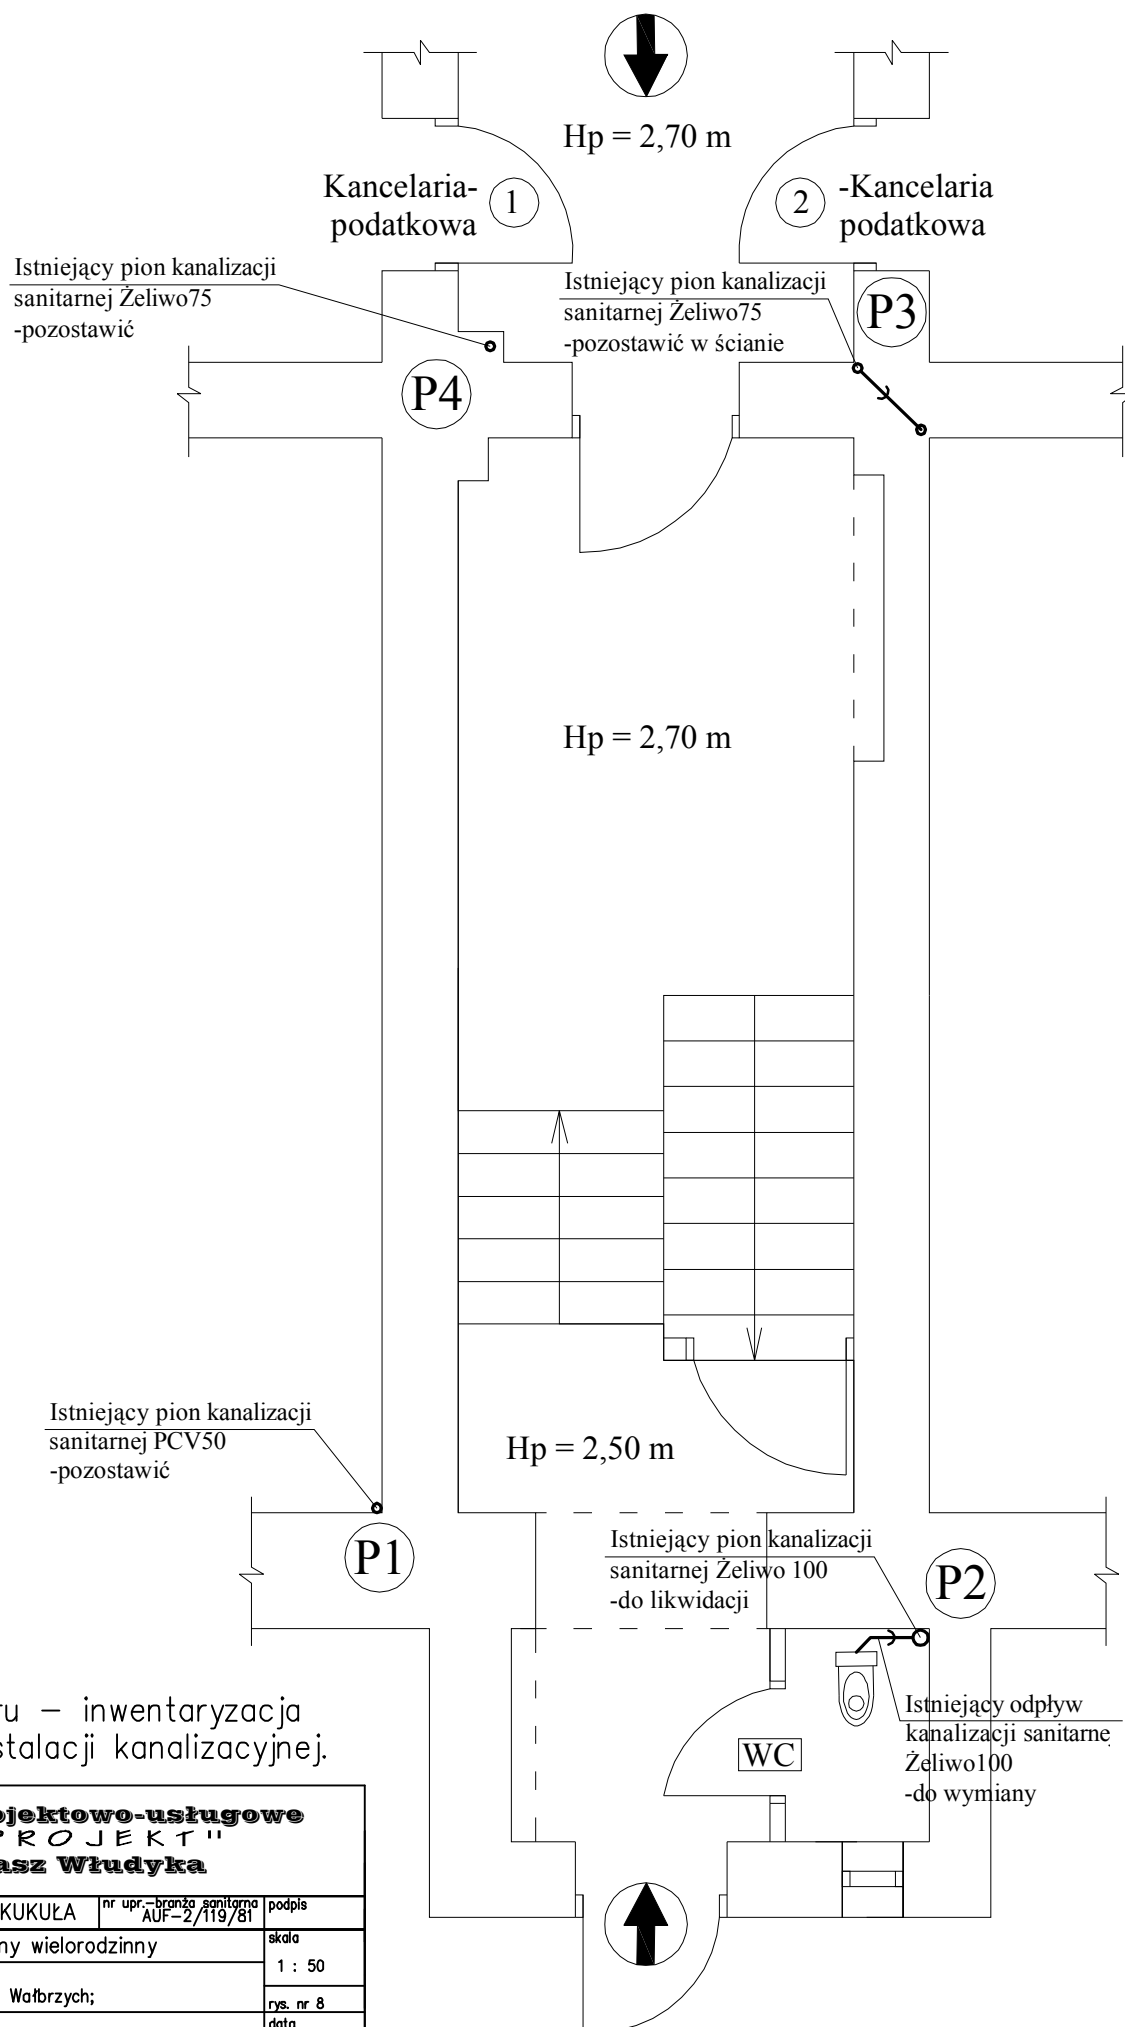 Hp = 2,70 m
Kancelaria-
podatkowa
1
2
-Kancelaria
podatkowa
Istniejący pion kanalizacji
sanitarnej Żeliwo75
-pozostawić
Istniejący pion kanalizacji
sanitarnej Żeliwo75
-pozostawić w ścianie
P3
P4
Hp = 2,70 m
Istniejący pion kanalizacji
sanitarnej PCV50
-pozostawić
Hp = 2,50 m
P1
Istniejący pion kanalizacji
sanitarnej Żeliwo 100
-do likwidacji
P2
Istniejący odpływ
kanalizacji sanitarne
Żeliwo100
-do wymiany
WC
ru – inwentaryzacja
stalacji kanalizacyjnej.
ojektowo-usługowe
PROJEKT"
asz Włudyka
KUKUŁA
nr upr.-branża sanitarna
AUF-2/119/81
podpis
ny wielorodzinny
skala
1 : 50
Wałbrzych;
rys. nr 8
data